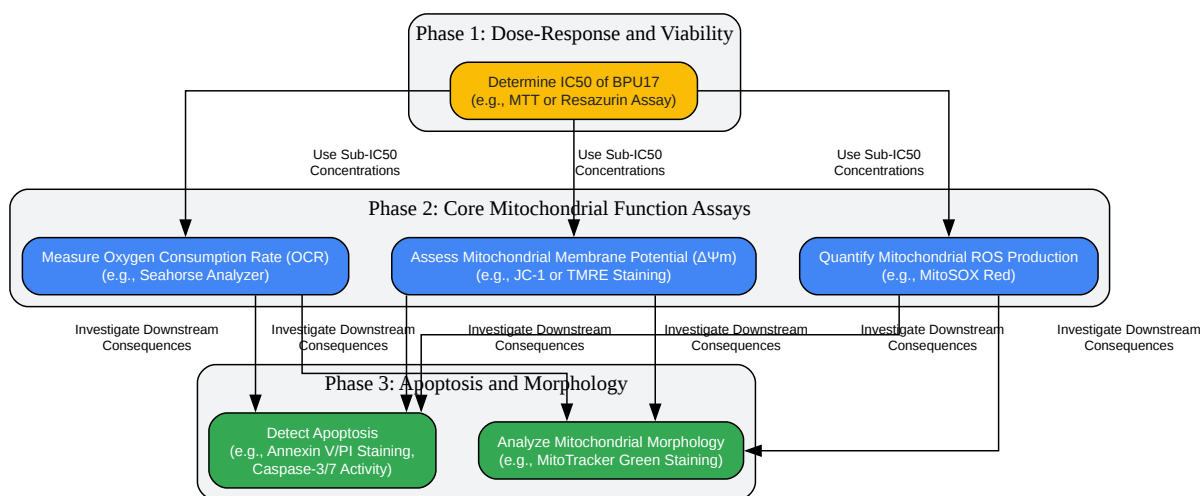 Phase 1: Dose-Response and Viability
Determine IC50 of BPU17
(e.g., MTT or Resazurin Assay)
Use Sub-IC50
Concentrations
Use Sub-IC50
Concentrations
Use Sub-IC50
Concentrations
Phase 2: Core Mitochondrial Function Assays
Measure Oxygen Consumption Rate (OCR)
(e.g., Seahorse Analyzer)
Assess Mitochondrial Membrane Potential (ΔΨm)
(e.g., JC-1 or TMRE Staining)
Quantify Mitochondrial ROS Production
(e.g., MitoSOX Red)
Investigate Downstream
Consequences
Investigate Downstream
Consequences
Investigate Downstream
Consequences
Investigate Downstream
Consequences
Investigate Downstream
Consequences
Investigate Downstream
Consequences
Phase 3: Apoptosis and Morphology
Detect Apoptosis
(e.g., Annexin V/PI Staining,
Caspase-3/7 Activity)
Analyze Mitochondrial Morphology
(e.g., MitoTracker Green Staining)